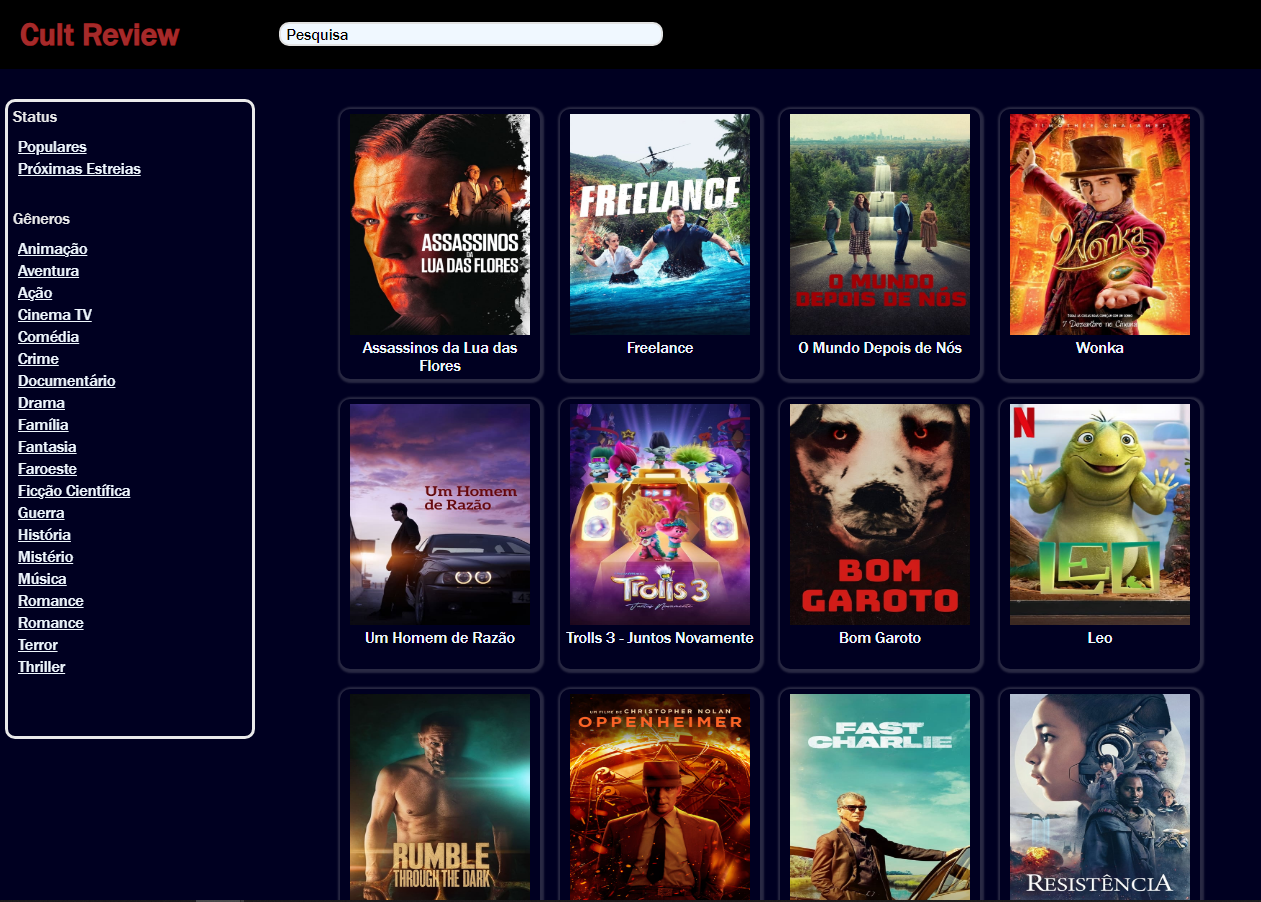 Cult Review
Pesquisa
Status
Populares
Próximas Estreias
Gêneros
Animação
Aventura
Ação
Cinema TV
Comédia
Crime
Documentário
Drama
Família
Fantasia
Faroeste
Ficção Científica
Guerra
História
Mistério
Música
Romance
Romance
Terror
Thriller
ASSASSINOS
DA
LUA DAS FLORES
Assassinos da Lua das
Flores
FREELANCE
Freelance
O MUNDO
DEPOIS DE NÓS
O Mundo Depois de Nós
TIMOTHÉE CHALAMET
Wonka
7 Dezembro no Cinema
Wonka
Um Homem
de Razão
Um Homem de Razão
Trolls 3
Juntos Novamente
Trolls 3 - Juntos Novamente
BOM
GAROTO
Bom Garoto
N
LEO
Leo
RUMBLE
THROUGH THE DARK
UM FILME DE CHRISTOPHER NOLAN
OPPENHEIMER
FAST
CHARLIE
RESISTÊNCIA